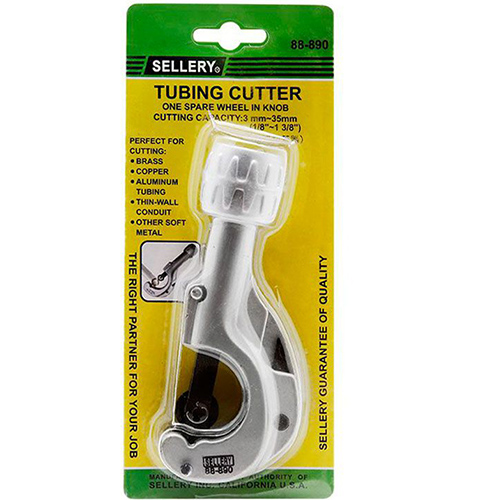 88-890
SELLERY®
TUBING CUTTER
ONE SPARE WHEEL IN KNOB
CUTTING CAPACITY:3 mm~35mm
(1/8"~1 3/8")
PERFECT FOR
CUTTING:
• BRASS
• COPPER
• ALUMINUM
TUBING
• THIN-WALL
CONDUIT
• OTHER SOFT
METAL
THE RIGHT PARTNER FOR YOUR JOB
SELLERY GUARANTEE OF QUALITY
SELLERY
88-890
AUTHORITY OF
SELLERY INC. CALIFORNIA U.S.A.